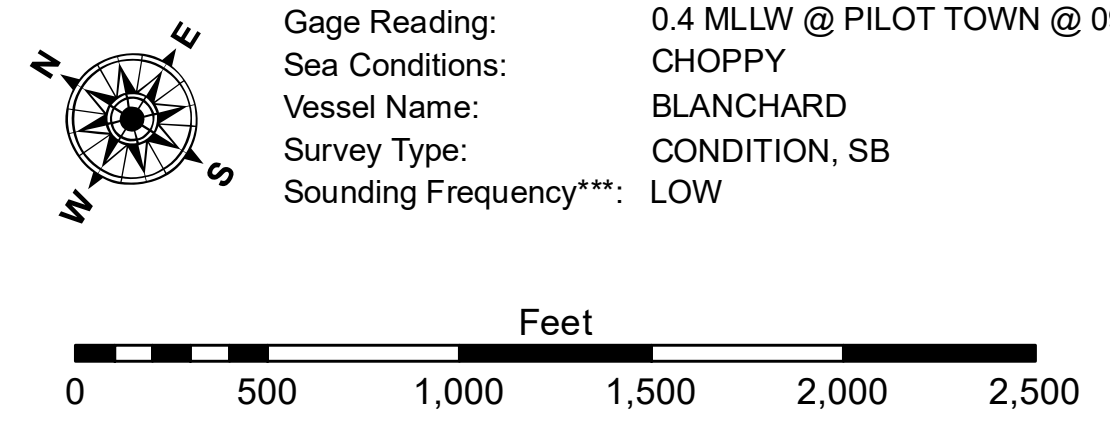 N
E
S
W
Gage Reading: 0.4 MLLW @ PILOT TOWN @
Sea Conditions: CHOPPY
Vessel Name: BLANCHARD
Survey Type: CONDITION, SB
Sounding Frequency***: LOW
Feet
0 500 1,000 1,500 2,000 2,500